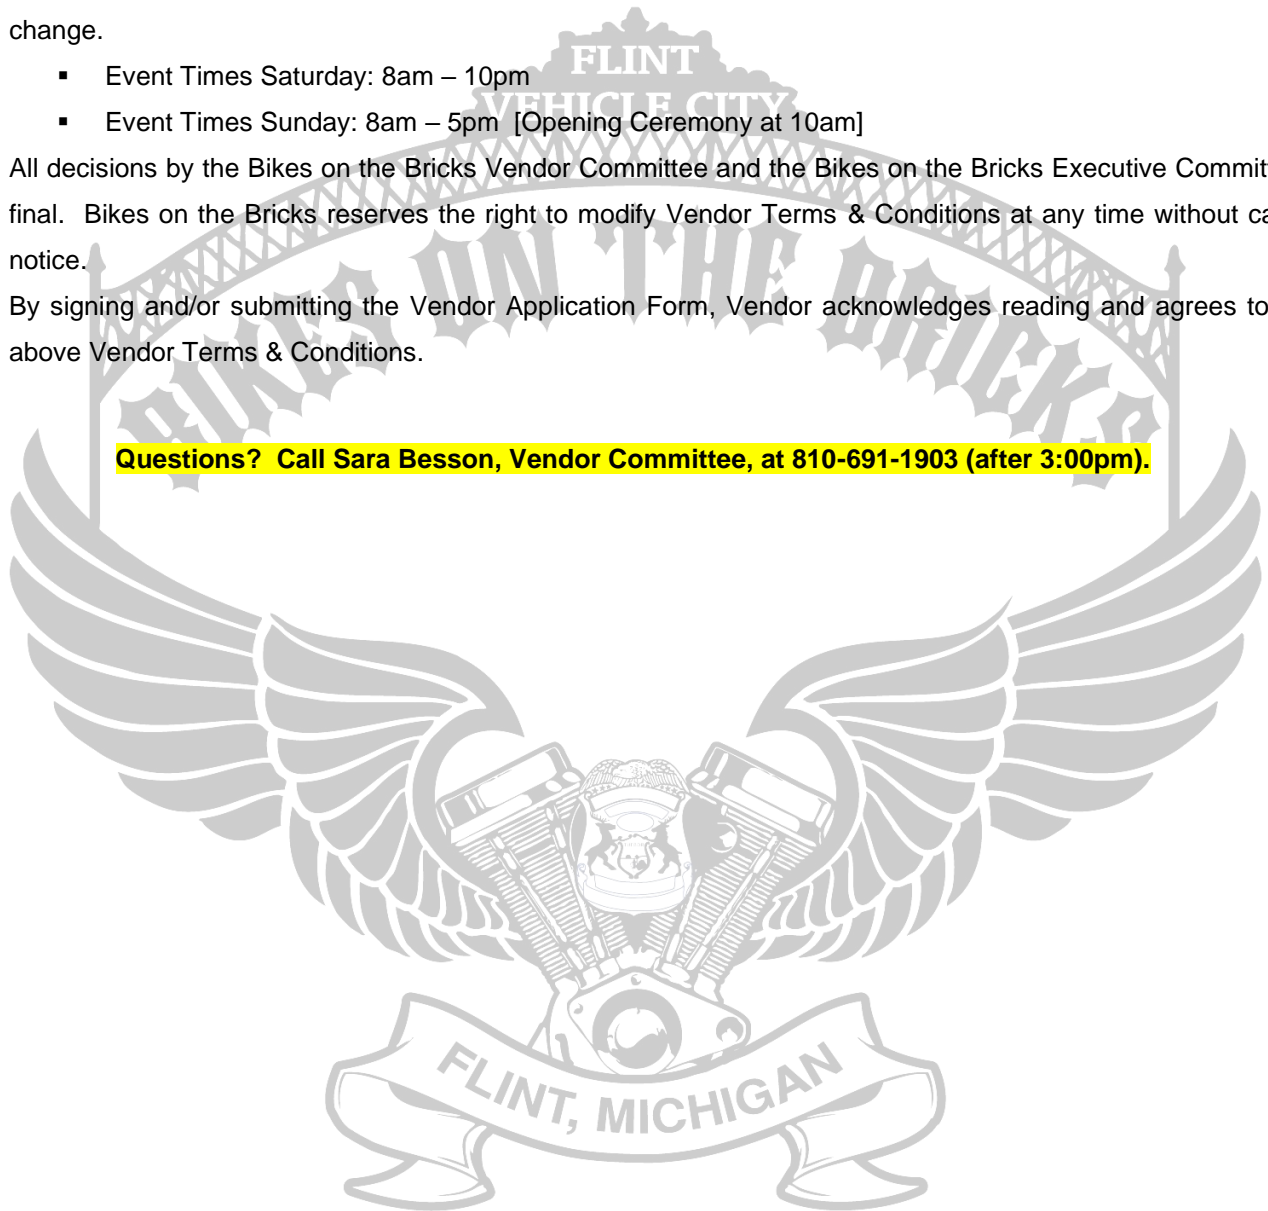 change.
▪ Event Times Saturday: 8am – 10pm
▪ Event Times Sunday: 8am – 5pm [Opening Ceremony at 10am]
All decisions by the Bikes on the Bricks Vendor Committee and the Bikes on the Bricks Executive Commit
final. Bikes on the Bricks reserves the right to modify Vendor Terms & Conditions at any time without ca
notice.
By signing and/or submitting the Vendor Application Form, Vendor acknowledges reading and agrees to
above Vendor Terms & Conditions.
Questions? Call Sara Besson, Vendor Committee, at 810-691-1903 (after 3:00pm).
FLINT
VEHICLE CITY
BIKES ON THE BRICKS
FLINT, MICHIGAN